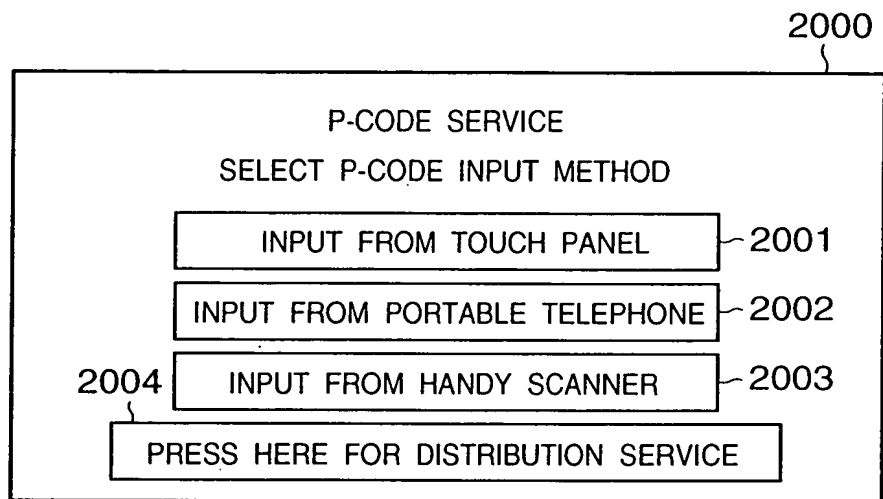 2000
P-CODE SERVICE
SELECT P-CODE INPUT METHOD
INPUT FROM TOUCH PANEL 2001
INPUT FROM PORTABLE TELEPHONE 2002
INPUT FROM HANDY SCANNER 2003
2004
PRESS HERE FOR DISTRIBUTION SERVICE